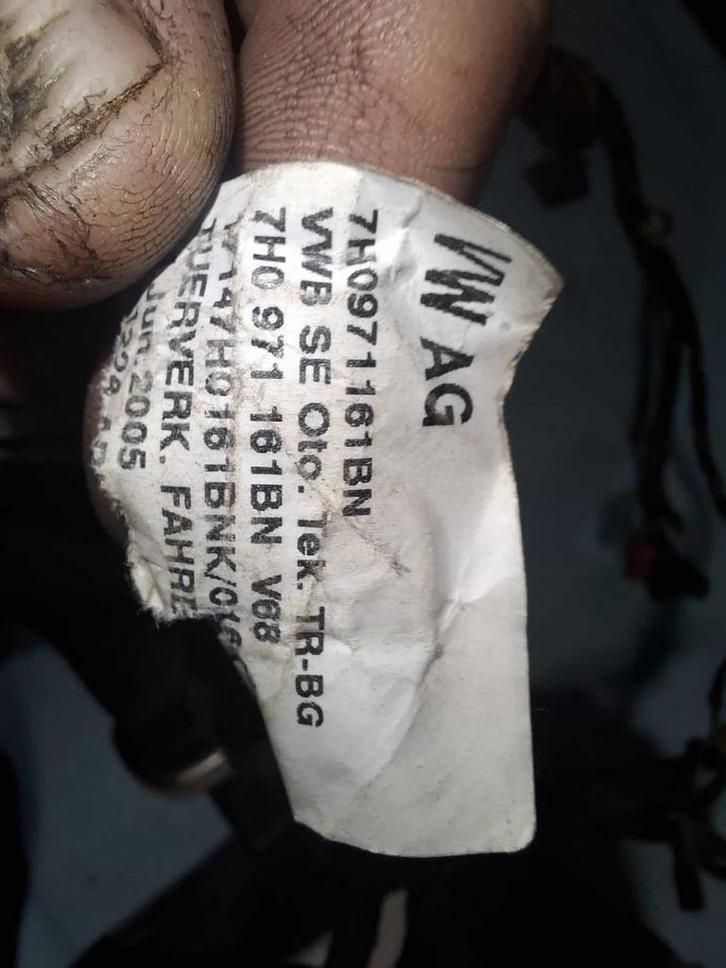 VW AG
7H0971161BN
VWB SE Oto. Tek. TR-BG
7H0 971 161BN V68
TUERVERK. FAHRE
Jun.2005